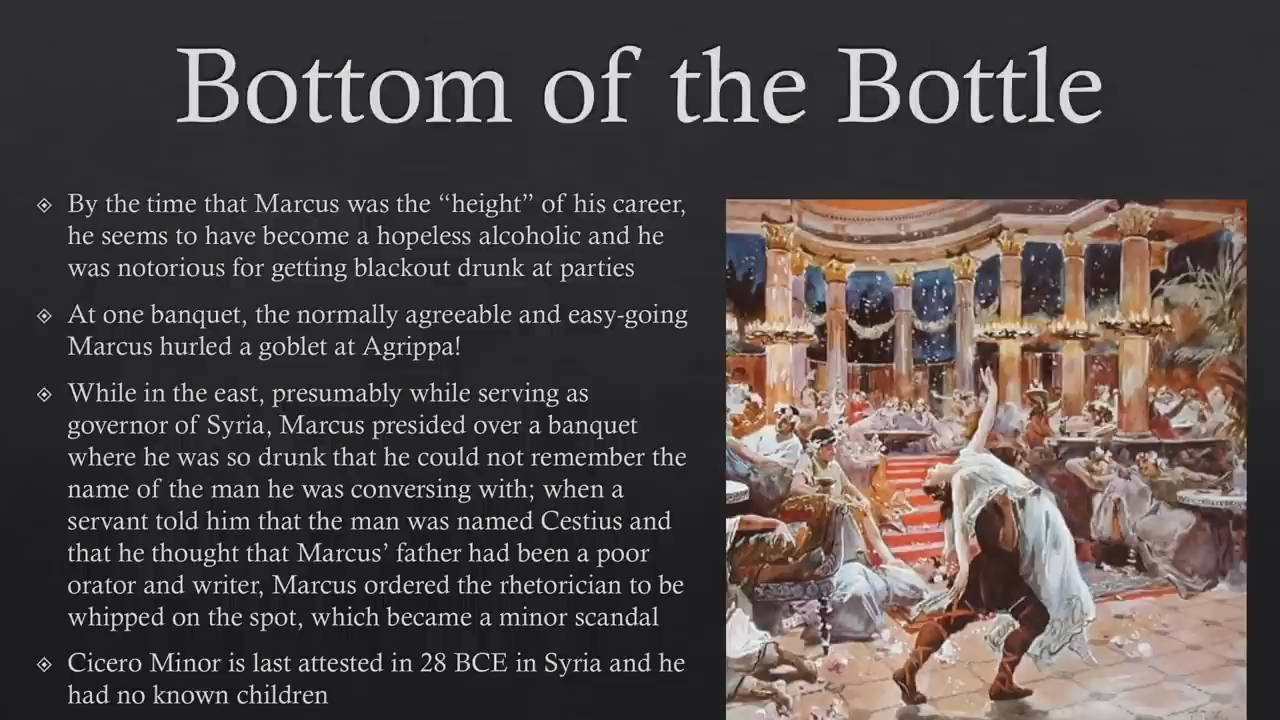 Bottom of the Bottle
By the time that Marcus was the “height” of his career,
he seems to have become a hopeless alcoholic and he
was notorious for getting blackout drunk at parties
At one banquet, the normally agreeable and easy-going
Marcus hurled a goblet at Agrippa!
While in the east, presumably while serving as
governor of Syria, Marcus presided over a banquet
where he was so drunk that he could not remember the
name of the man he was conversing with; when a
servant told him that the man was named Cestius and
that he thought that Marcus’ father had been a poor
orator and writer, Marcus ordered the rhetorician to be
whipped on the spot, which became a minor scandal
Cicero Minor is last attested in 28 BCE in Syria and he
had no known children